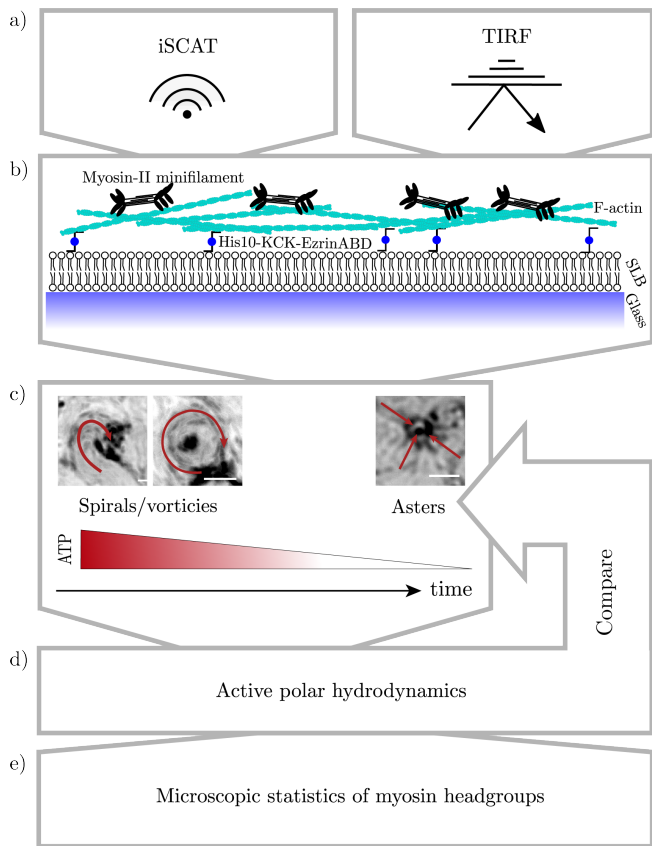 a)
iSCAT
TIRF
b)
Myosin-II minifilament
F-actin
His10-KCK-EzrinABD
SLB
Glass
c)
Spirals/vorticies
Asters
ATP
time
Compare
d)
Active polar hydrodynamics
e)
Microscopic statistics of myosin headgroups